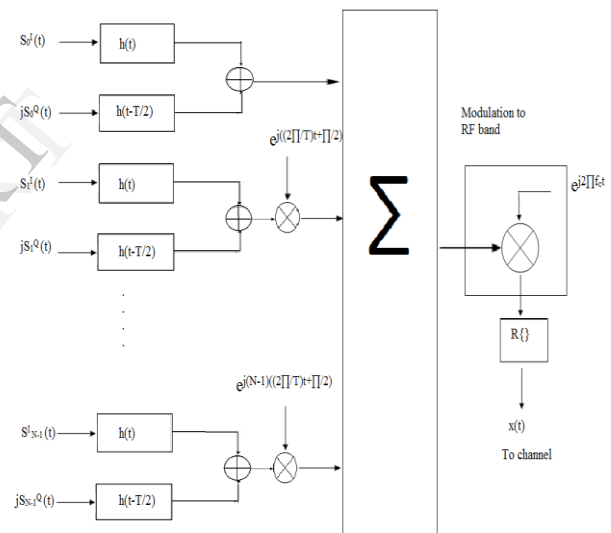 S₀ᴵ(t)
h(t)
jS₀Q(t)
h(t-T/2)
ej((2∏/T)t+∏/2)
S₁ᴵ(t)
h(t)
jS₁Q(t)
h(t-T/2)
Σ
Modulation to
RF band
ej2∏fct
R{}
x(t)
To channel
ej(N-1)((2∏/T)t+∏/2)
SᴵN-1(t)
h(t)
jSN-1Q(t)
h(t-T/2)